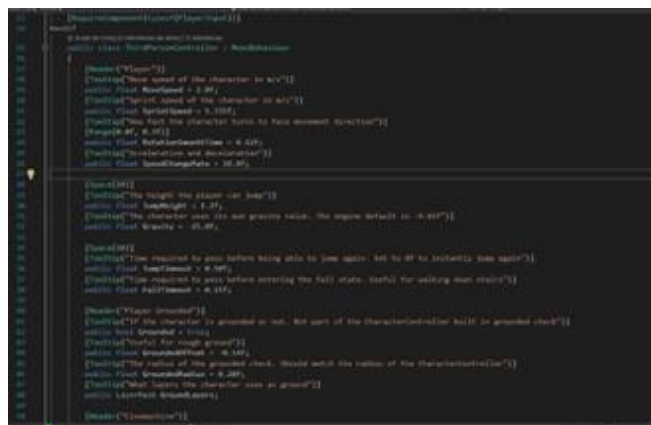 [RequireComponent(typeof(PlayerInput))]
public class ThirdPersonController : MonoBehaviour
{
[Header("Player")]
[Tooltip("Move speed of the character in m/s")]
public float MoveSpeed = 2.0f;
[Tooltip("Sprint speed of the character in m/s")]
public float SprintSpeed = 5.335f;
[Tooltip("How fast the character turns to face movement direction")]
[Range(0.0f, 0.3f)]
public float RotationSmoothTime = 0.12f;
[Tooltip("Acceleration and deceleration")]
public float SpeedChangeRate = 10.0f;
[Space(10)]
[Tooltip("The height the player can jump")]
public float JumpHeight = 1.2f;
[Tooltip("The character uses its own gravity value. The engine default is -9.81f")]
public float Gravity = -15.0f;
[Space(10)]
[Tooltip("Time required to pass before being able to jump again. Set to 0f to instantly jump again")]
public float JumpTimeout = 0.50f;
[Tooltip("Time required to pass before entering the fall state. Useful for walking down stairs")]
public float FallTimeout = 0.15f;
[Header("Player Grounded")]
[Tooltip("If the character is grounded or not. Not part of the CharacterController built in grounded check")]
public bool Grounded = true;
[Tooltip("Useful for rough ground")]
public float GroundedOffset = -0.14f;
[Tooltip("The radius of the grounded check. Should match the radius of the CharacterController")]
public float GroundedRadius = 0.28f;
[Tooltip("What layers the character uses as ground")]
public LayerMask GroundLayers;
[Header("Cinemachine")]